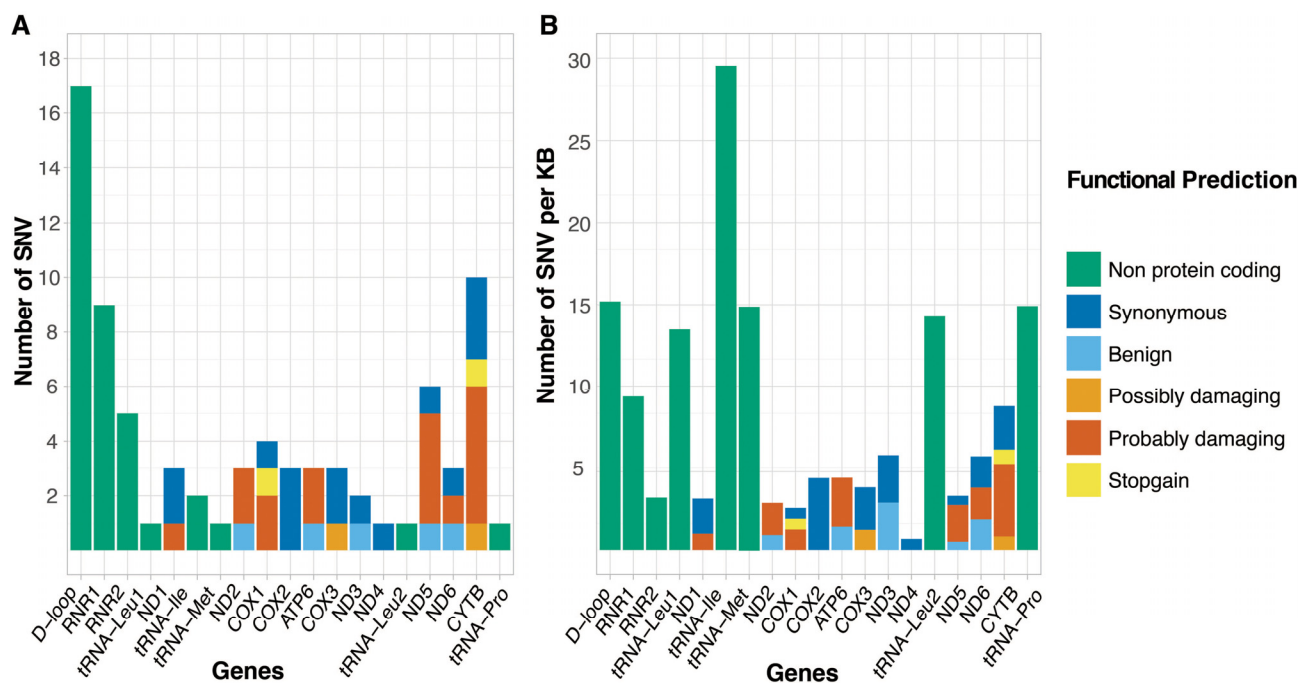 A
18
16
14
12
10
8
6
4
2
Number of SNV
D-loop
RNR1
RNR2
tRNA-Leu1
ND1
tRNA-Ile
tRNA-Met
ND2
COX1
COX2
ATP6
COX3
ND3
ND4
tRNA-Leu2
ND5
ND6
CYTB
tRNA-Pro
Genes
B
30
25
20
15
10
5
Number of SNV per KB
D-loop
RNR1
RNR2
tRNA-Leu1
ND1
tRNA-Ile
tRNA-Met
ND2
COX1
COX2
ATP6
COX3
ND3
ND4
tRNA-Leu2
ND5
ND6
CYTB
tRNA-Pro
Genes
Functional Prediction
Non protein coding
Synonymous
Benign
Possibly damaging
Probably damaging
Stopgain